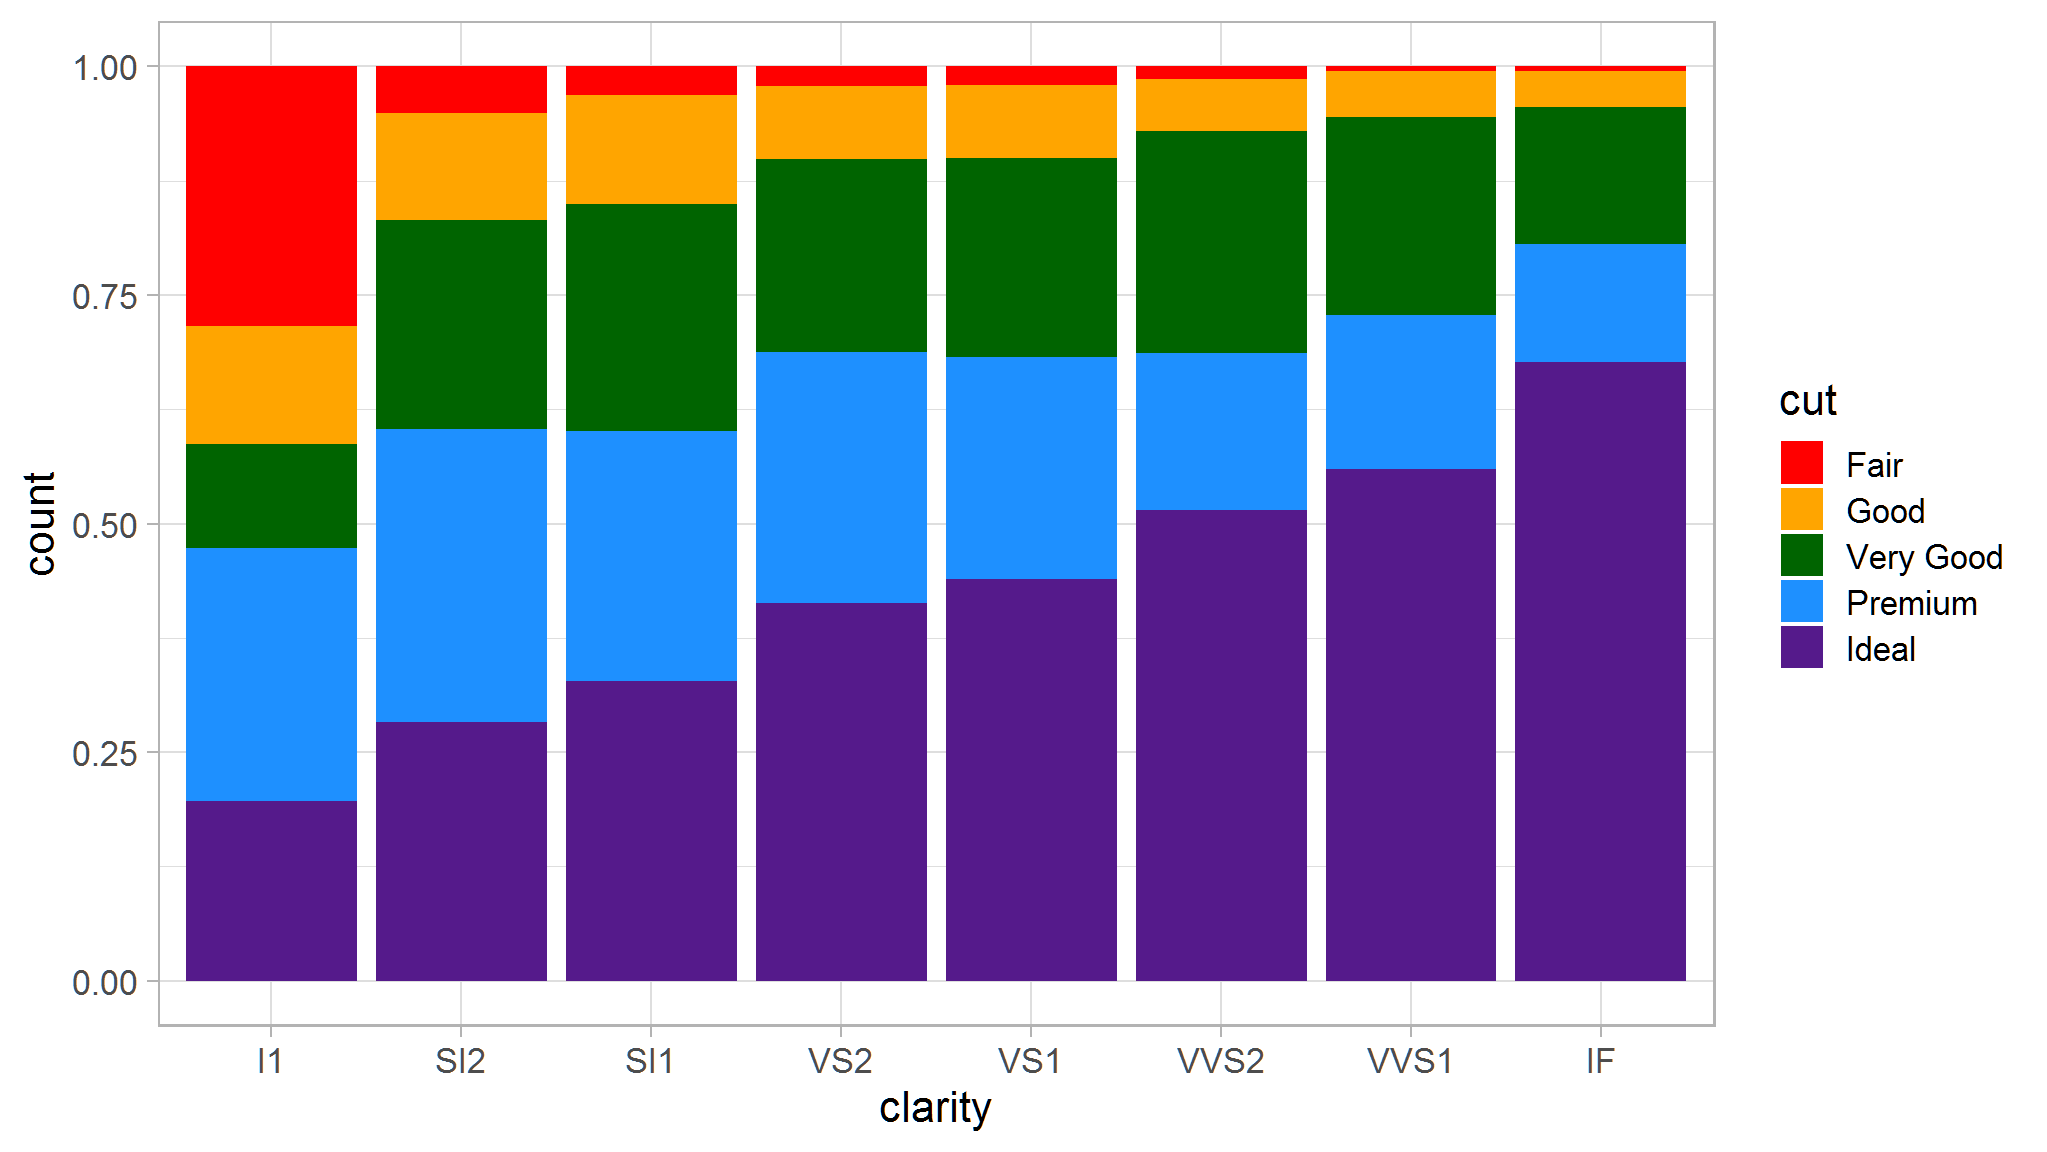 1.00
0.75
0.50
0.25
0.00
count
I1 SI2 SI1 VS2 VS1 VVS2 VVS1 IF
clarity
cut
Fair
Good
Very Good
Premium
Ideal